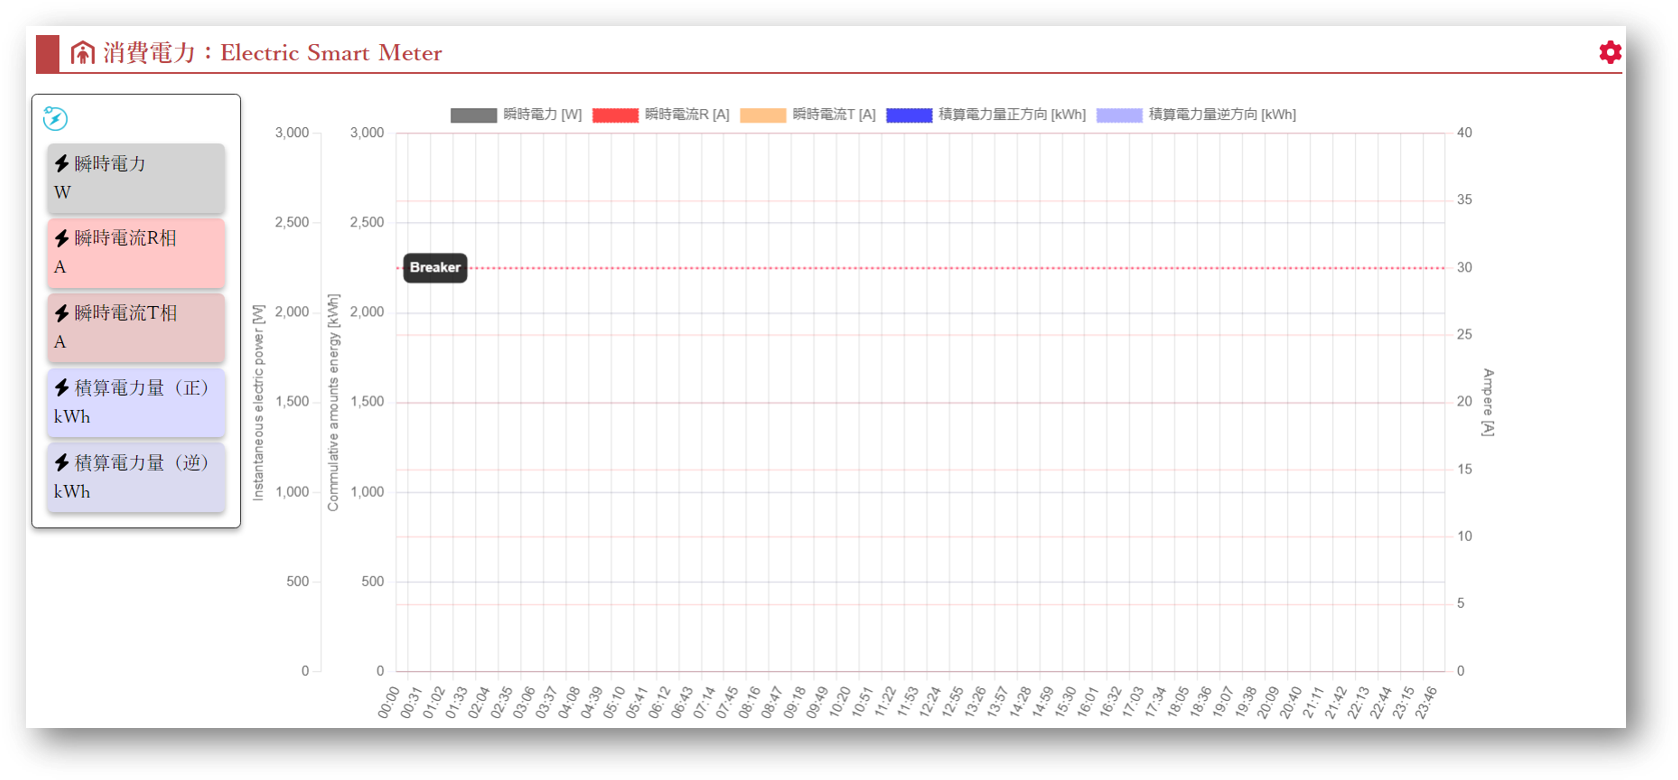 消費電力：Electric Smart Meter
瞬時電力
W
瞬時電流R相
A
瞬時電流T相
A
積算電力量（正）
kWh
積算電力量（逆）
kWh
瞬時電力 [W] 瞬時電流R [A] 瞬時電流T [A] 積算電力量正方向 [kWh] 積算電力量逆方向 [kWh]
Instantaneous electric power [W]
3,000
2,500
2,000
1,500
1,000
500
0
Commulative amounts energy [kWh]
3,000
2,500
2,000
1,500
1,000
500
0
Breaker
40
35
30
25
20
15
10
5
0
Ampere [A]
00:00 00:31 01:02 01:33 02:04 02:35 03:06 03:37 04:08 04:39 05:10 05:41 06:12 06:43 07:14 07:45 08:16 08:47 09:18 09:49 10:20 10:51 11:22 11:53 12:24 12:55 13:26 13:57 14:28 14:59 15:30 16:01 16:32 17:03 17:34 18:05 18:36 19:07 19:38 20:09 20:40 21:11 21:42 22:13 22:44 23:15 23:46